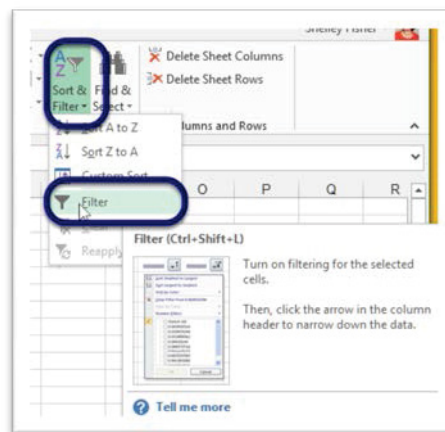 Shelley Fisher
Sort &
Filter
Find &
Select
Delete Sheet Columns
Delete Sheet Rows
lumns and Rows
Sort A to Z
Sort Z to A
Custom Sort
O P Q R
Filter
Reapply
Filter (Ctrl+Shift+L)
Turn on filtering for the selected
cells.
Then, click the arrow in the column
header to narrow down the data.
Tell me more